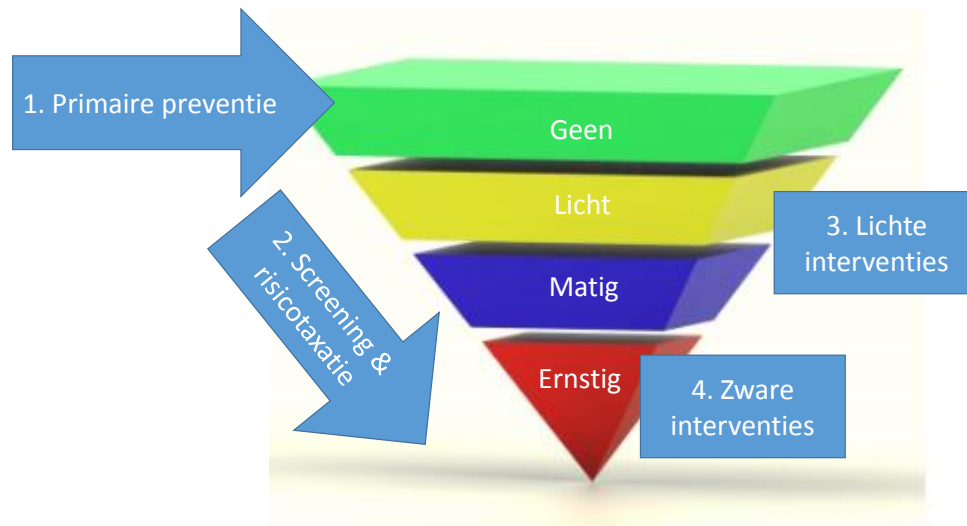 1. Primaire preventie
Geen
Licht
2. Screening &
risicotaxatie
3. Lichte
interventies
Matig
Ernstig
4. Zware
interventies